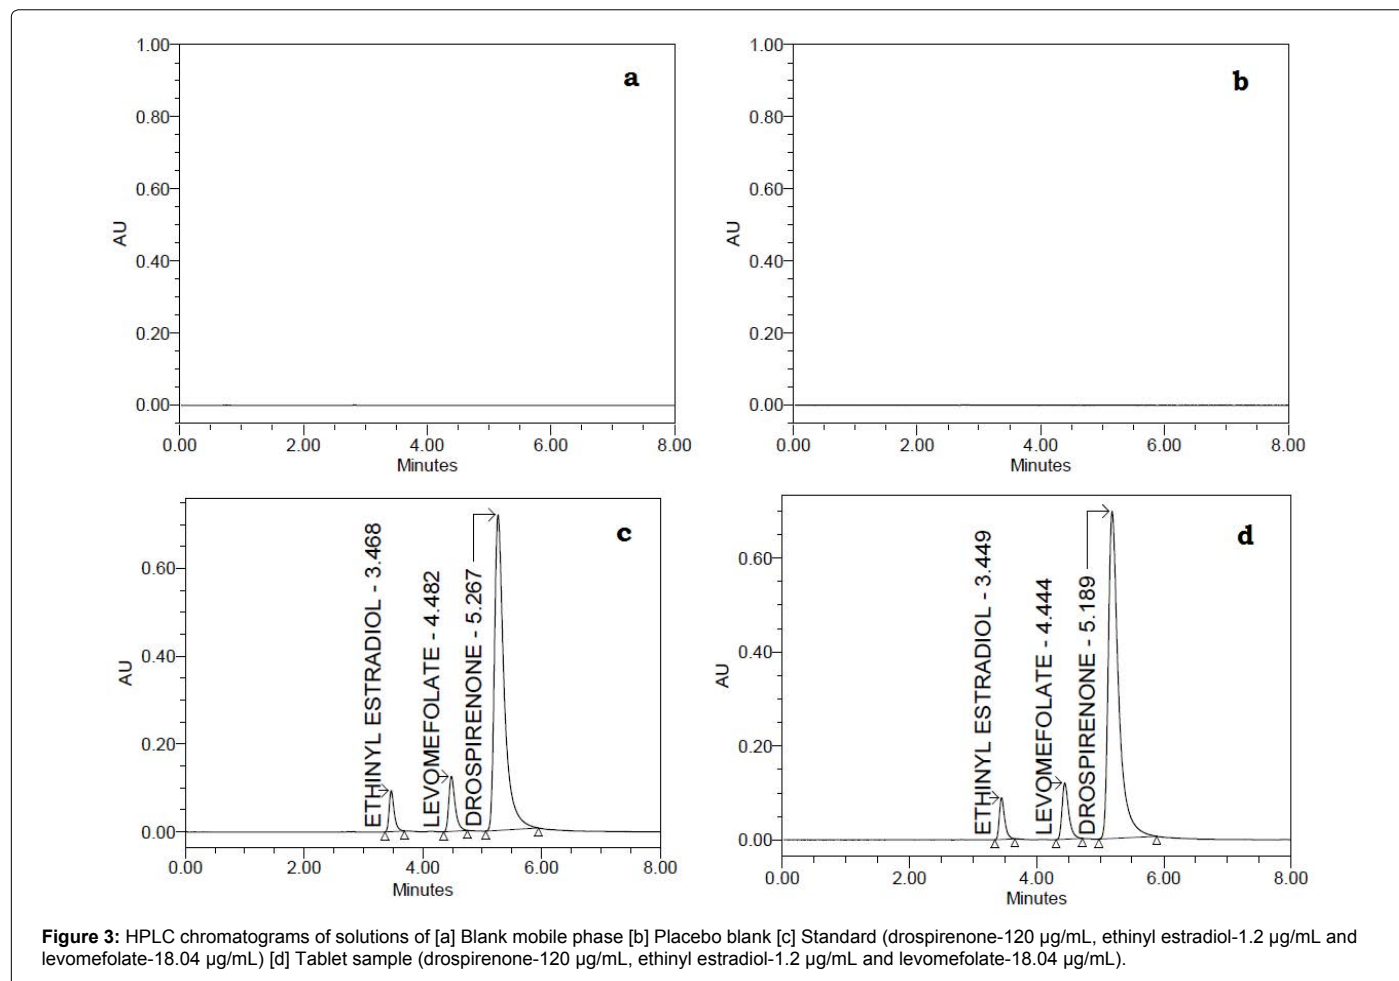 1.00
0.80
0.60
0.40
0.20
0.00
AU
a
0.00 2.00 4.00 6.00 8.00
Minutes
1.00
0.80
0.60
0.40
0.20
0.00
AU
b
0.00 2.00 4.00 6.00 8.00
Minutes
0.60
0.40
0.20
0.00
AU
ETHINYL ESTRADIOL - 3.468
LEVOMEFOLATE - 4.482
DROSPIRENONE - 5.267
c
0.00 2.00 4.00 6.00 8.00
Minutes
0.60
0.40
0.20
0.00
AU
ETHINYL ESTRADIOL - 3.449
LEVOMEFOLATE - 4.444
DROSPIRENONE - 5.189
d
0.00 2.00 4.00 6.00 8.00
Minutes
Figure 3: HPLC chromatograms of solutions of [a] Blank mobile phase [b] Placebo blank [c] Standard (drospirenone-120 µg/mL, ethinyl estradiol-1.2 µg/mL and
levomefolate-18.04 µg/mL) [d] Tablet sample (drospirenone-120 µg/mL, ethinyl estradiol-1.2 µg/mL and levomefolate-18.04 µg/mL).